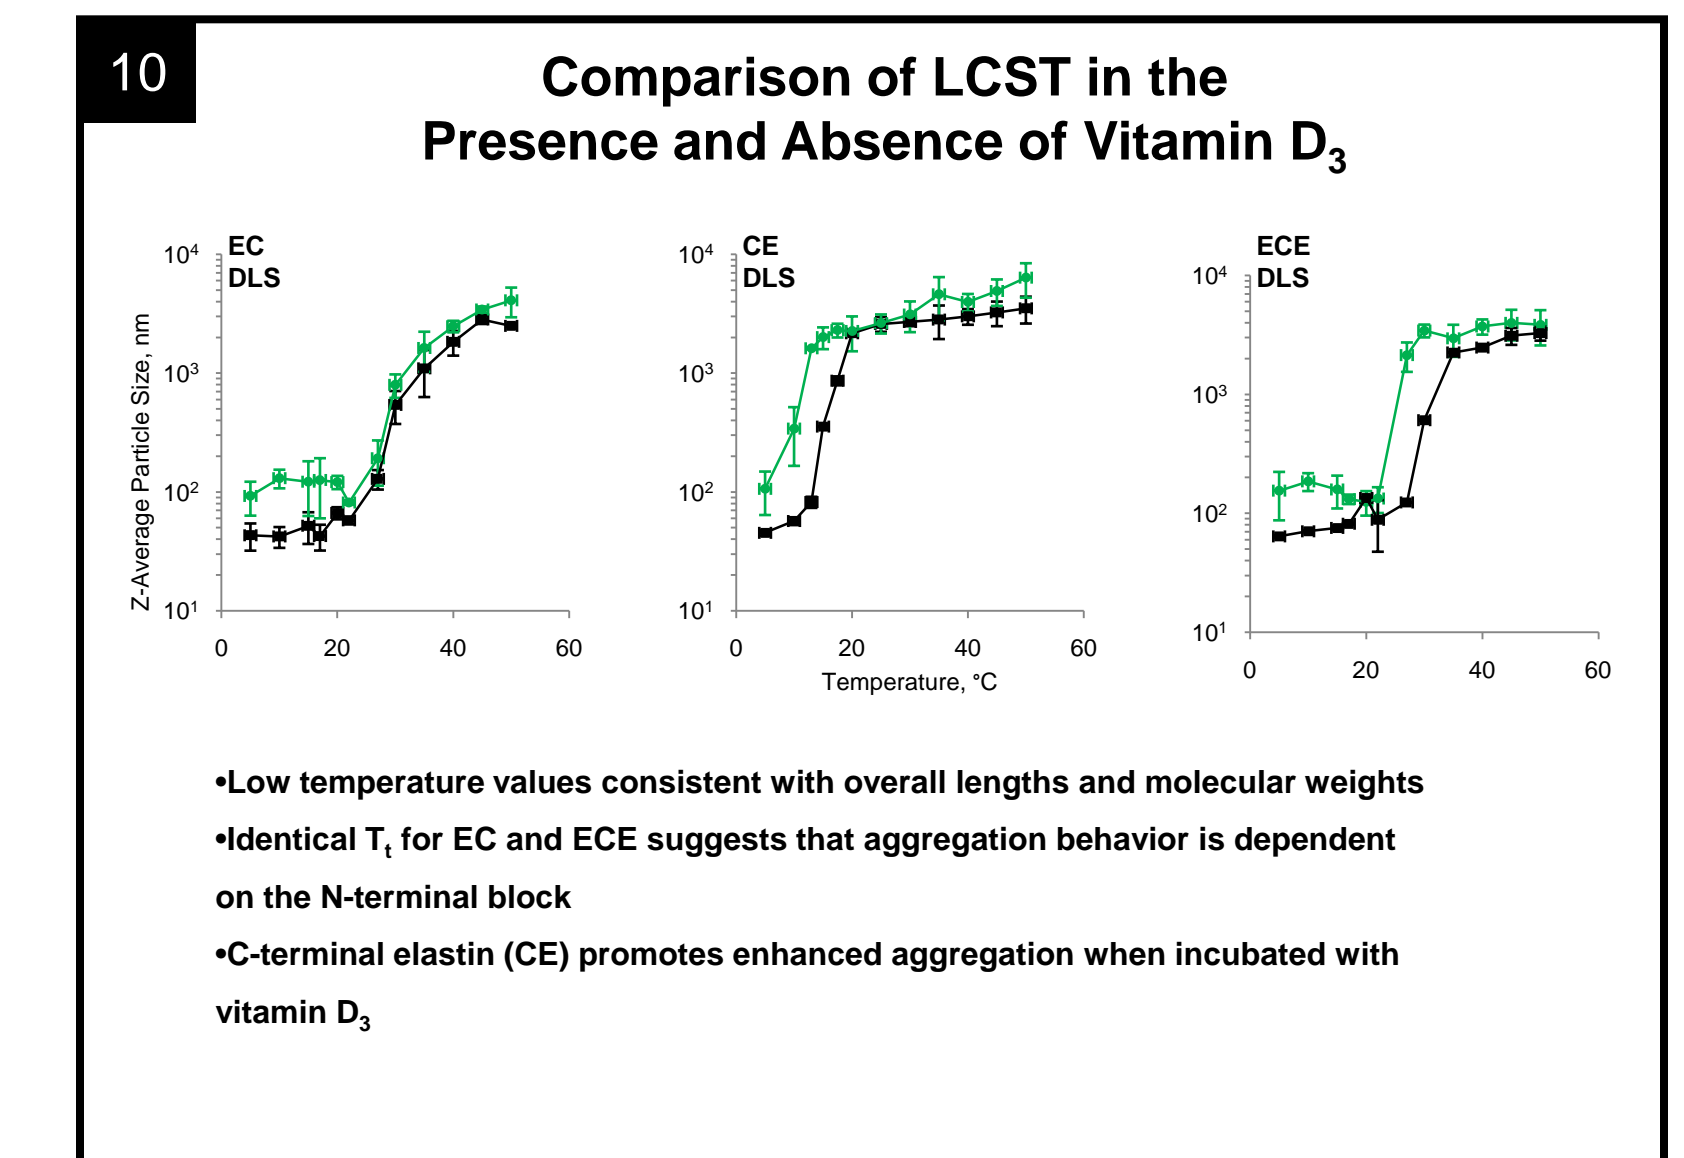 10
Comparison of LCST in the
Presence and Absence of Vitamin D₃
EC
DLS
10⁴
10³
10²
10¹
Z-Average Particle Size, nm
0 20 40 60
CE
DLS
10⁴
10³
10²
10¹
0 20 40 60
Temperature, °C
ECE
DLS
10⁴
10³
10²
10¹
0 20 40 60
•Low temperature values consistent with overall lengths and molecular weights
•Identical Tₜ for EC and ECE suggests that aggregation behavior is dependent
on the N-terminal block
•C-terminal elastin (CE) promotes enhanced aggregation when incubated with
vitamin D₃